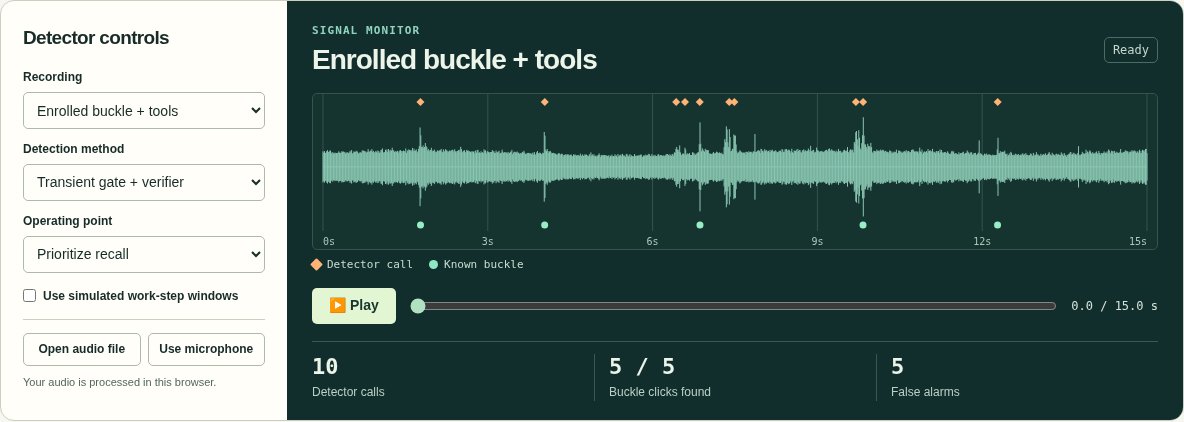 Detector controls
Recording
Enrolled buckle + tools
Detection method
Transient gate + verifier
Operating point
Prioritize recall
Use simulated work-step windows
Open audio file
Use microphone
Your audio is processed in this browser.
SIGNAL MONITOR
Enrolled buckle + tools
Ready
0s 3s 6s 9s 12s 15s
Detector call Known buckle
Play
0.0 / 15.0 s
10
Detector calls
5 / 5
Buckle clicks found
5
False alarms